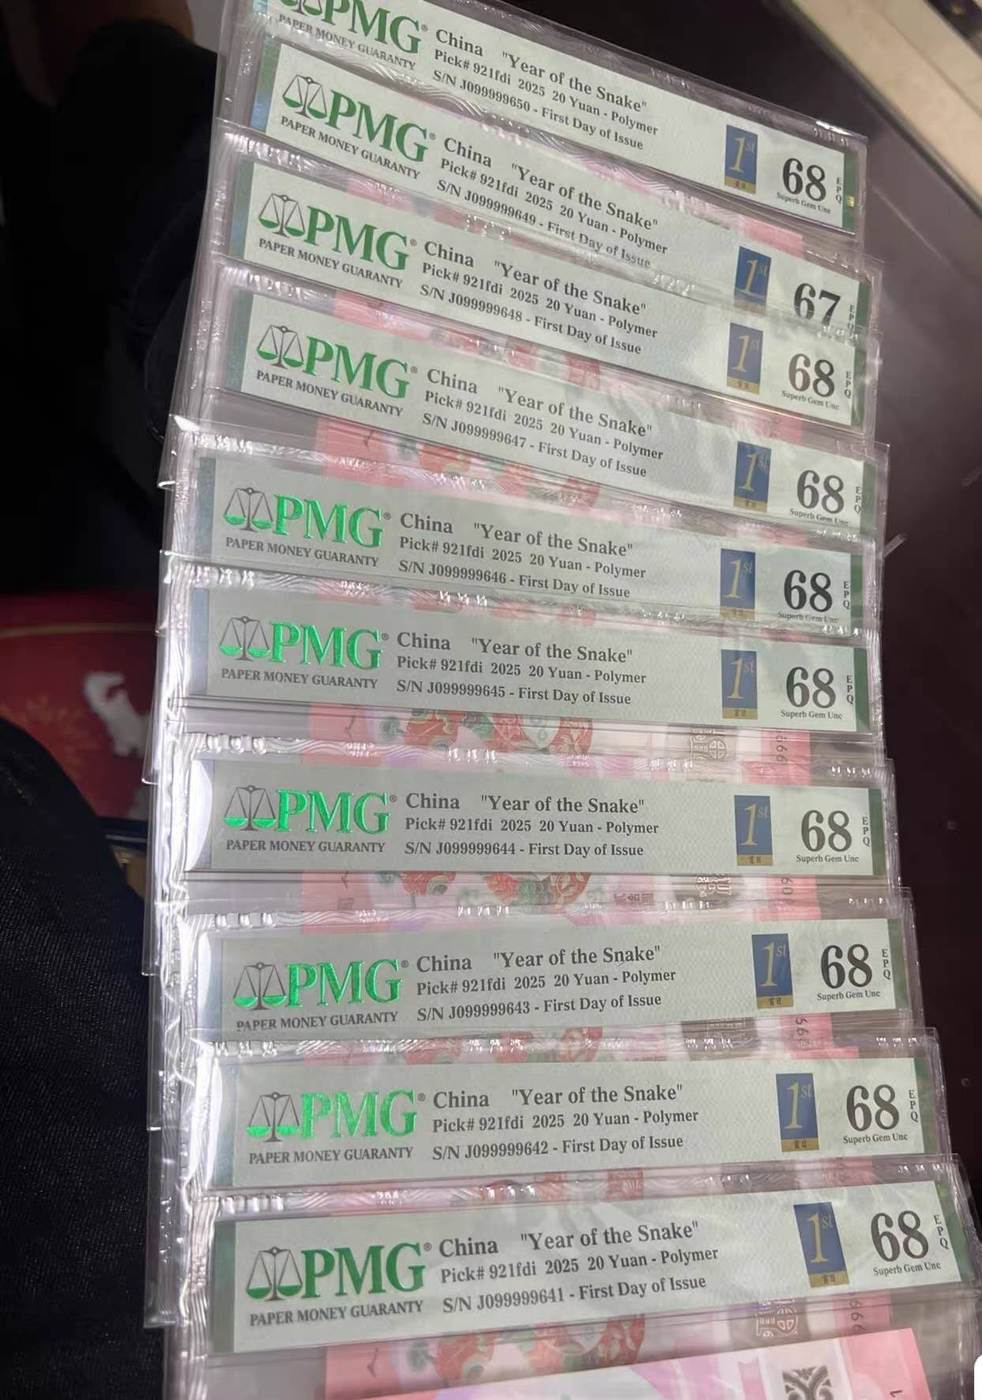 PMG
PAPER MONEY GUARANTY
China "Year of the Snake"
Pick# 921fdi 2025 20 Yuan - Polymer
S/N J099999650 - First Day of Issue
1st
68
EPQ
Superb Gem Unc
PMG
PAPER MONEY GUARANTY
China "Year of the Snake"
Pick# 921fdi 2025 20 Yuan - Polymer
S/N J099999649 - First Day of Issue
1st
67
EPQ
PMG
PAPER MONEY GUARANTY
China "Year of the Snake"
Pick# 921fdi 2025 20 Yuan - Polymer
S/N J099999648 - First Day of Issue
1st
68
EPQ
Superb Gem Unc
PMG
PAPER MONEY GUARANTY
China "Year of the Snake"
Pick# 921fdi 2025 20 Yuan - Polymer
S/N J099999647 - First Day of Issue
1st
68
EPQ
Superb Gem Unc
PMG
PAPER MONEY GUARANTY
China "Year of the Snake"
Pick# 921fdi 2025 20 Yuan - Polymer
S/N J099999646 - First Day of Issue
1st
68
EPQ
Superb Gem Unc
PMG
PAPER MONEY GUARANTY
China "Year of the Snake"
Pick# 921fdi 2025 20 Yuan - Polymer
S/N J099999645 - First Day of Issue
1st
68
EPQ
Superb Gem Unc
PMG
PAPER MONEY GUARANTY
China "Year of the Snake"
Pick# 921fdi 2025 20 Yuan - Polymer
S/N J099999644 - First Day of Issue
1st
68
EPQ
Superb Gem Unc
PMG
PAPER MONEY GUARANTY
China "Year of the Snake"
Pick# 921fdi 2025 20 Yuan - Polymer
S/N J099999643 - First Day of Issue
1st
68
EPQ
Superb Gem Unc
PMG
PAPER MONEY GUARANTY
China "Year of the Snake"
Pick# 921fdi 2025 20 Yuan - Polymer
S/N J099999642 - First Day of Issue
1st
68
EPQ
Superb Gem Unc
PMG
PAPER MONEY GUARANTY
China "Year of the Snake"
Pick# 921fdi 2025 20 Yuan - Polymer
S/N J099999641 - First Day of Issue
1st
68
EPQ
Superb Gem Unc